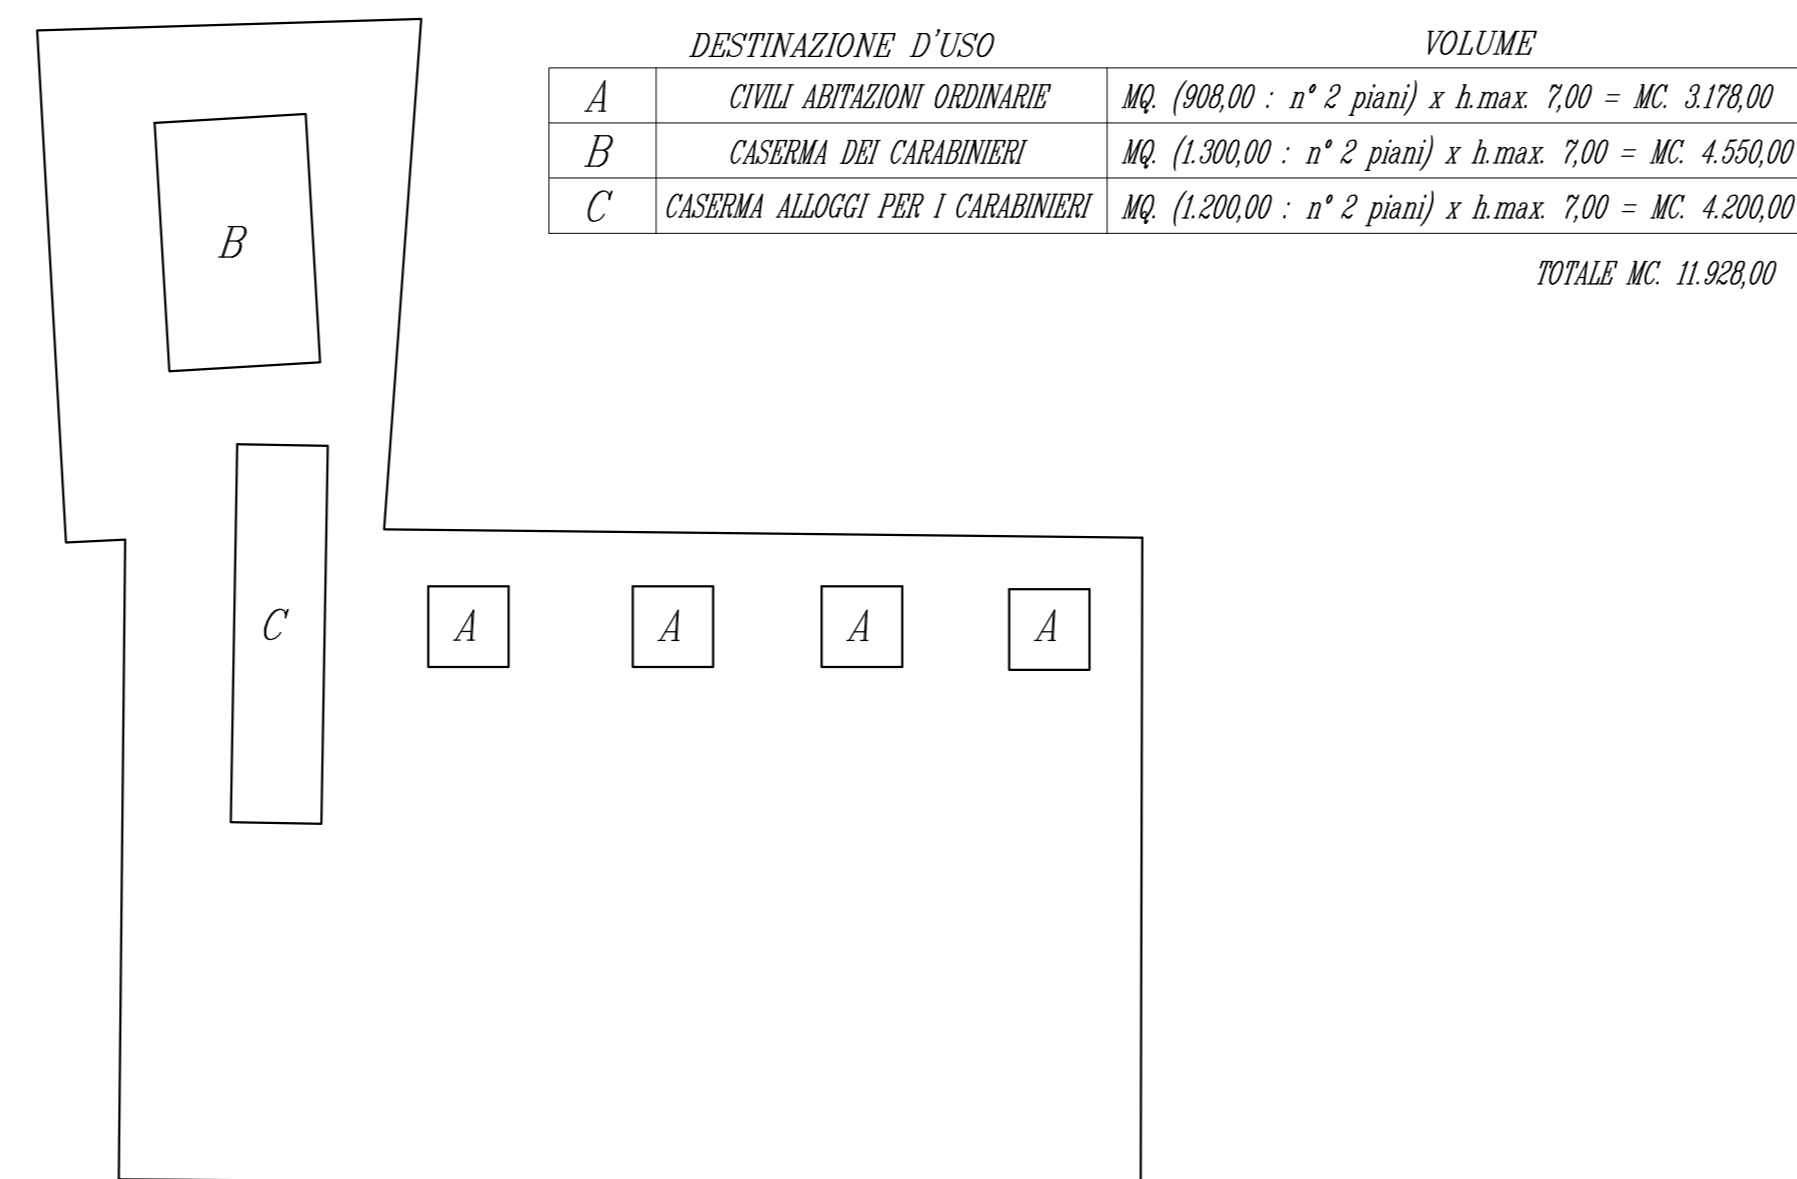 DESTINAZIONE D'USO VOLUME
A CIVILI ABITAZIONI ORDINARIE MQ. (908,00 : n° 2 piani) x h.max. 7,00 = MC. 3.178,00
B CASERMA DEI CARABINIERI MQ. (1.300,00 : n° 2 piani) x h.max. 7,00 = MC. 4.550,00
C CASERMA ALLOGGI PER I CARABINIERI MQ. (1.200,00 : n° 2 piani) x h.max. 7,00 = MC. 4.200,00
TOTALE MC. 11.928,00
B
C A A A A